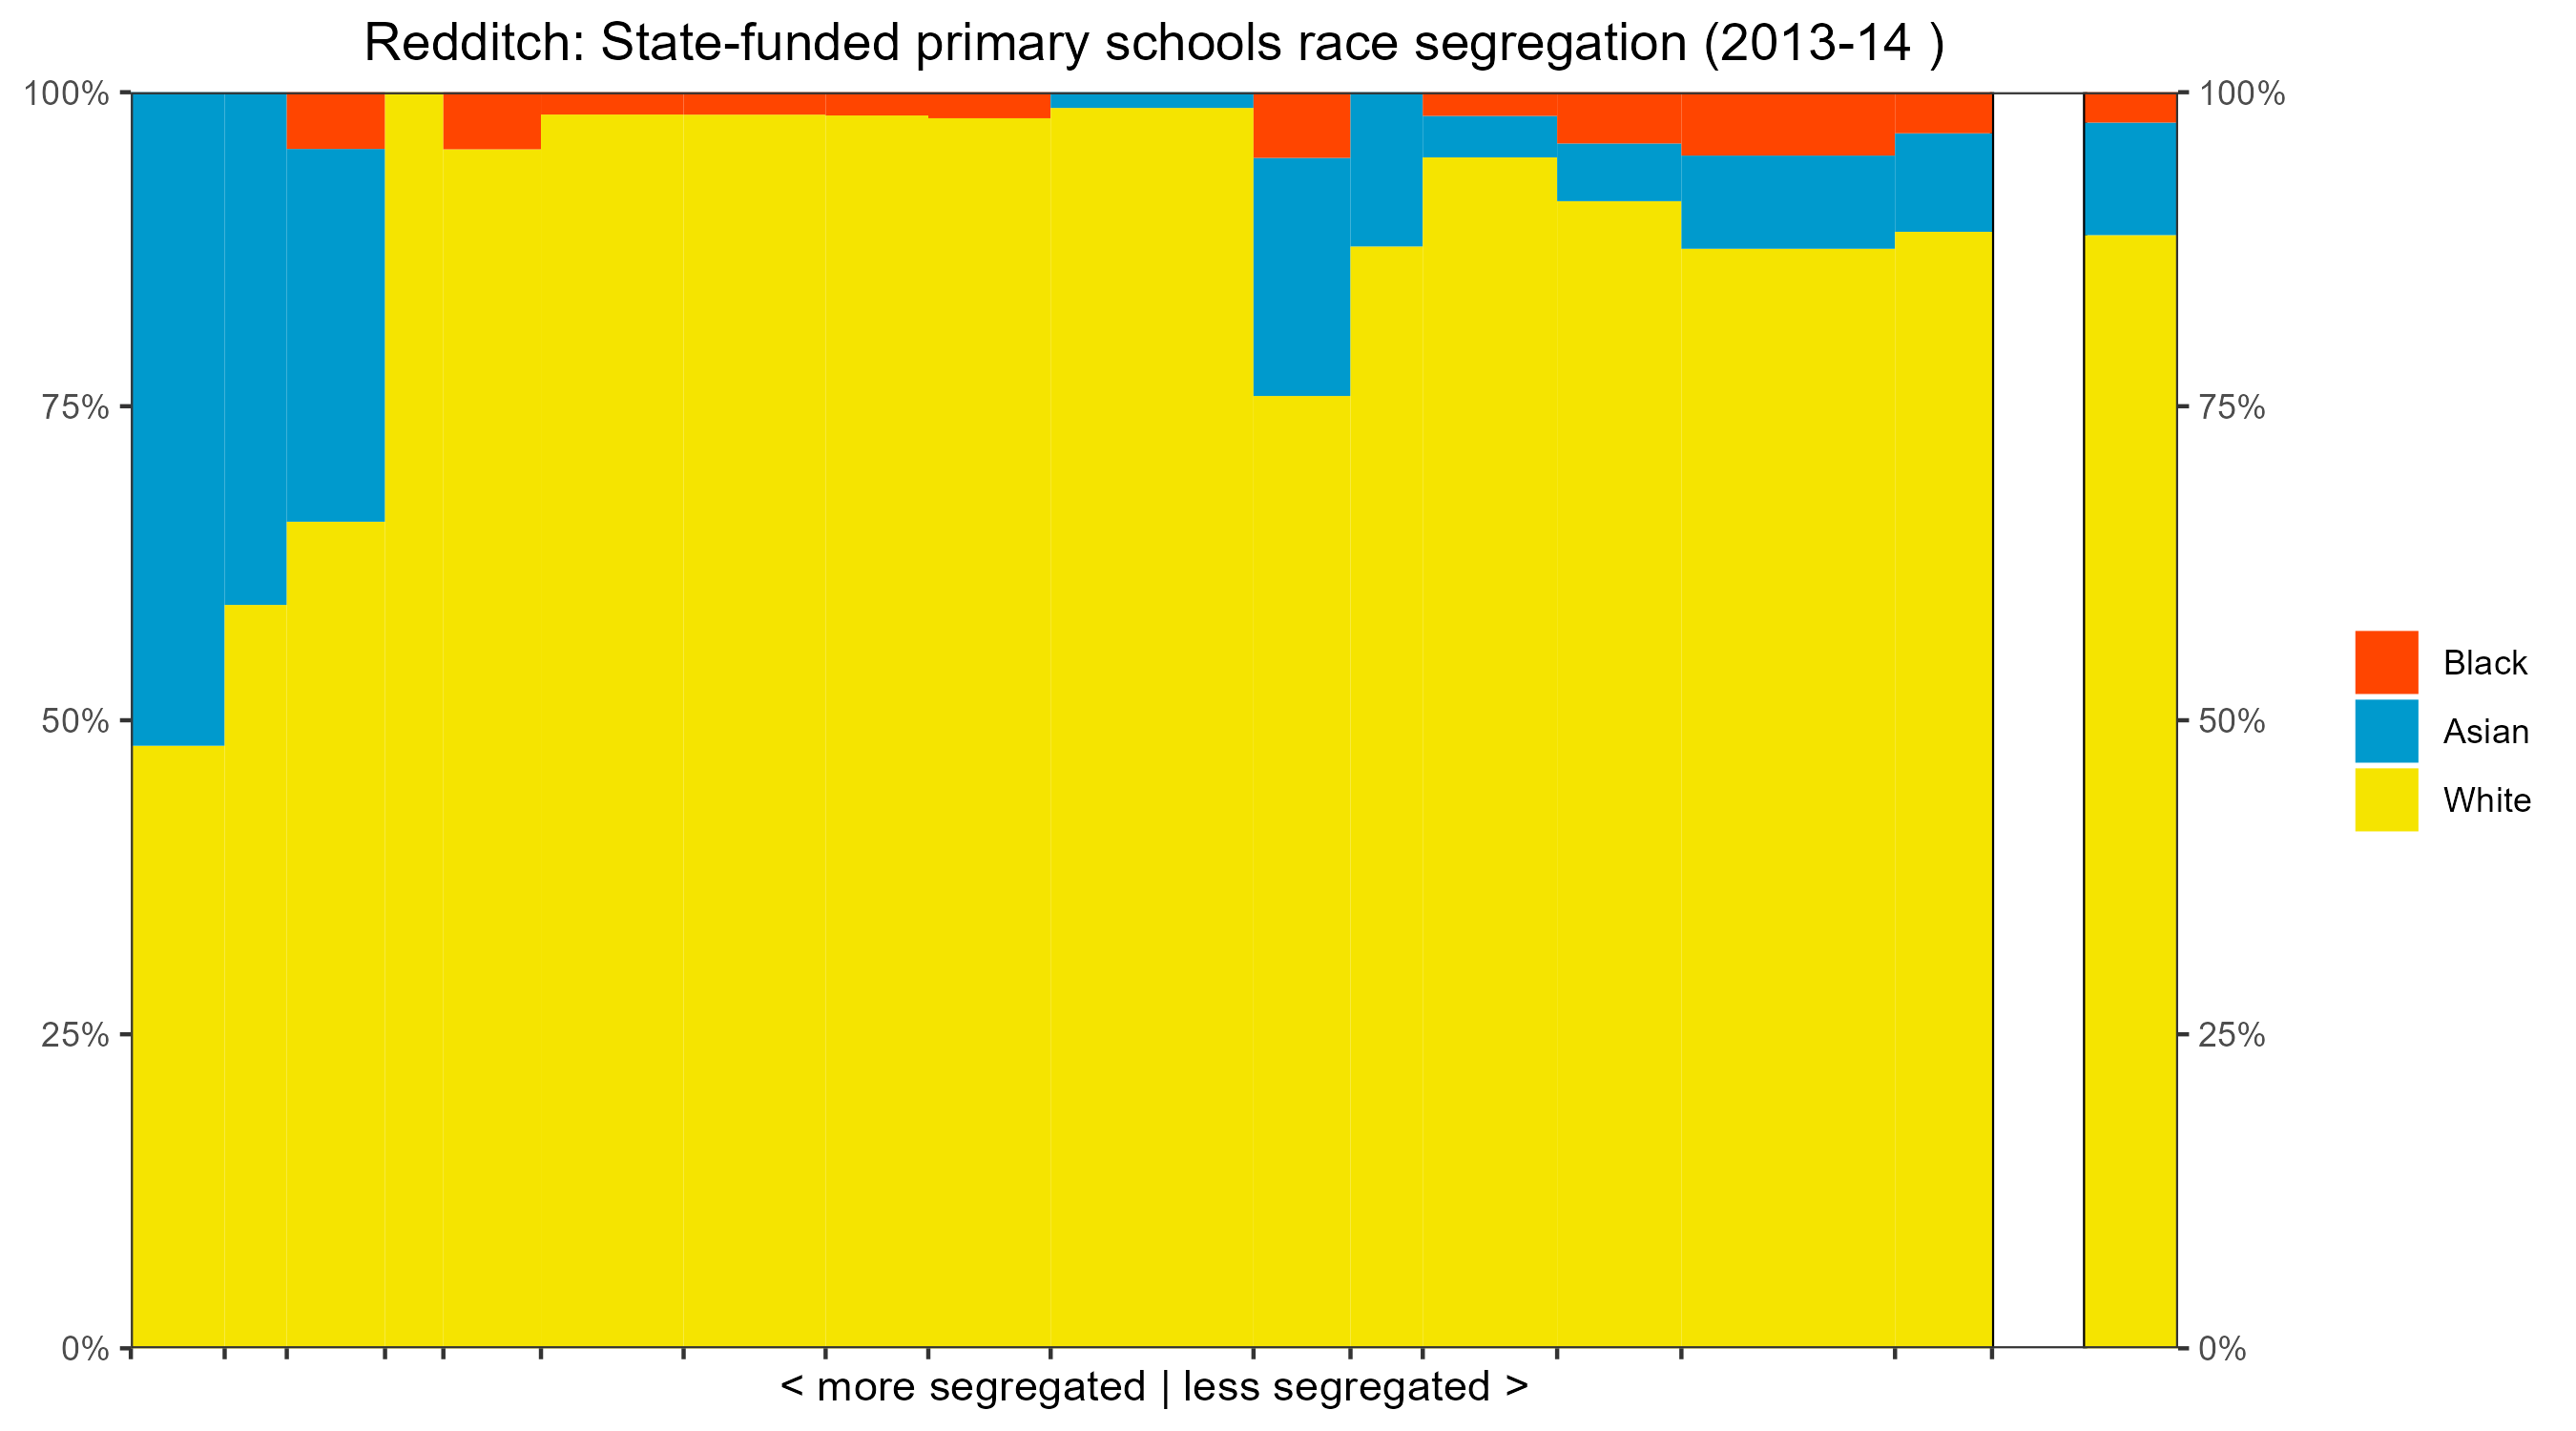 Redditch: State-funded primary schools race segregation (2013-14 )
100%
75%
50%
25%
0%
100%
75%
50%
25%
0%
Black
Asian
White
< more segregated | less segregated >